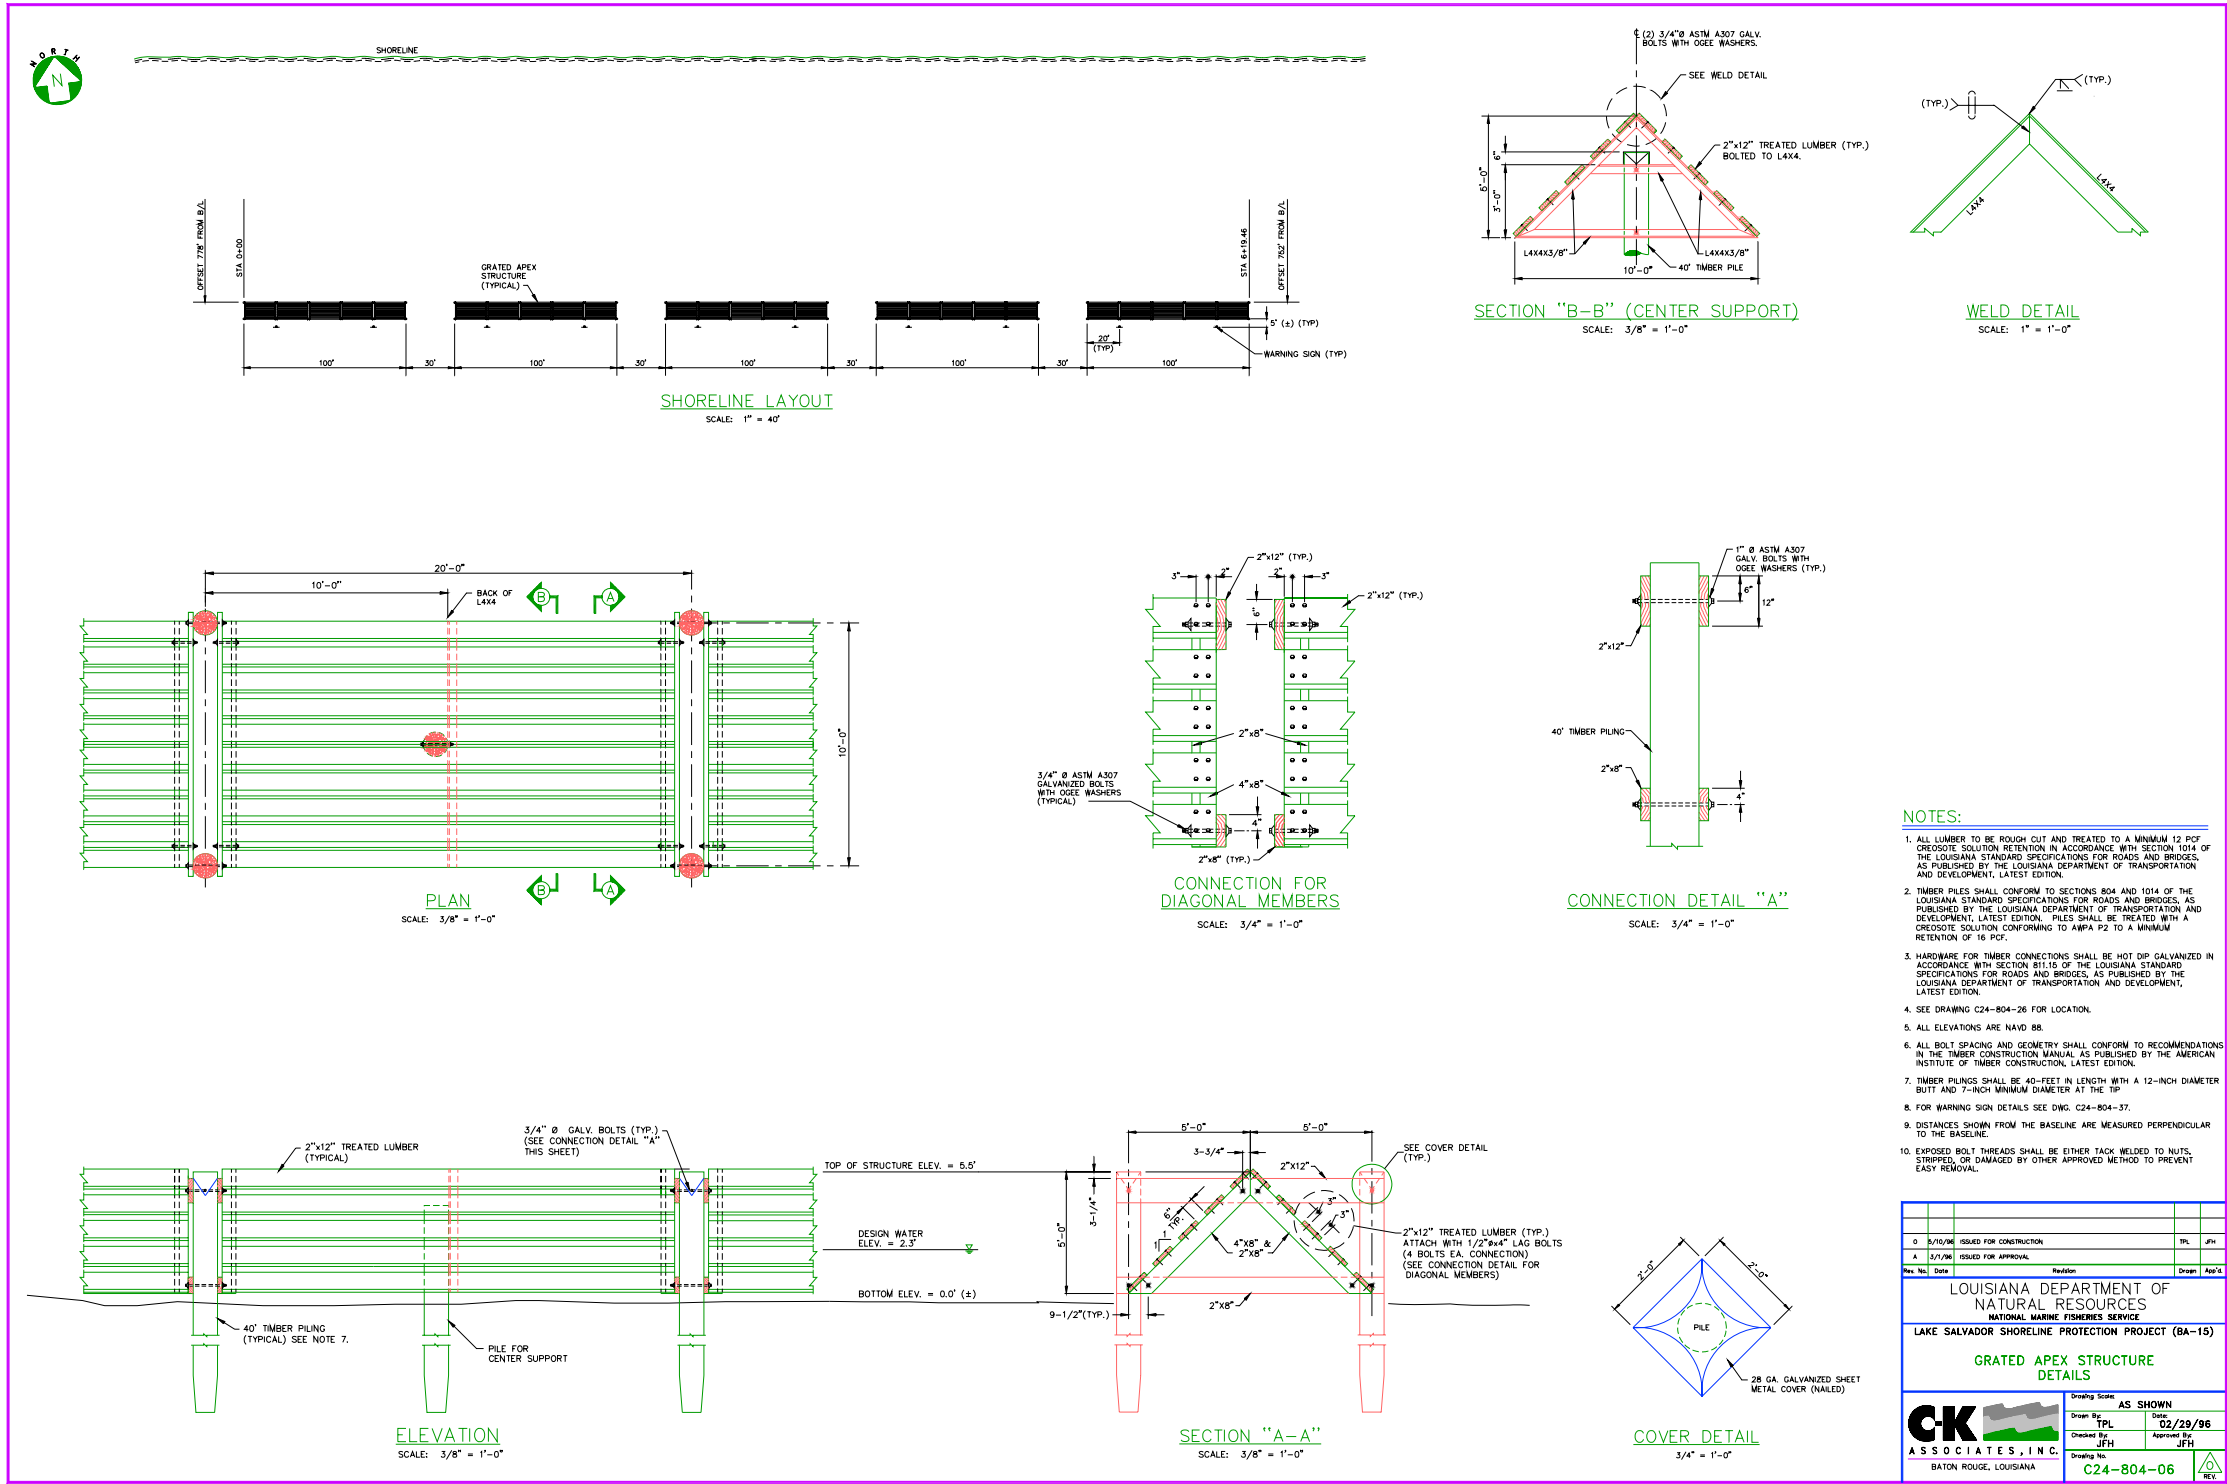 NORTH
N
SHORELINE
OFFSET 778' FROM B/L
STA 0+00
GRATED APEX
STRUCTURE
(TYPICAL)
STA 6+19.46
OFFSET 762' FROM B/L
5' (±) (TYP)
20'
(TYP)
WARNING SIGN (TYP)
100'
30'
100'
30'
100'
30'
100'
30'
100'
SHORELINE LAYOUT
SCALE: 1" = 40'
℄ (2) 3/4"Ø ASTM A307 GALV.
BOLTS WITH OGEE WASHERS.
SEE WELD DETAIL
2"x12" TREATED LUMBER (TYP.)
BOLTED TO L4X4.
6"
5'-0"
3'-0"
L4X4X3/8"
L4X4X3/8"
10'-0"
40' TIMBER PILE
SECTION "B-B" (CENTER SUPPORT)
SCALE: 3/8" = 1'-0"
(TYP.)
(TYP.)
L4X4
L4X4
WELD DETAIL
SCALE: 1" = 1'-0"
20'-0"
10'-0"
BACK OF
L4X4
B
A
10'-0"
B
A
PLAN
SCALE: 3/8" = 1'-0"
2"x12" (TYP.)
3"
2"
2"
3"
2"x12" (TYP.)
6"
2"x8"
3/4" Ø ASTM A307
GALVANIZED BOLTS
WITH OGEE WASHERS
(TYPICAL)
4"x8"
4"
2"x8" (TYP.)
CONNECTION FOR
DIAGONAL MEMBERS
SCALE: 3/4" = 1'-0"
1" Ø ASTM A307
GALV. BOLTS WITH
OGEE WASHERS (TYP.)
6"
12"
2"x12"
40' TIMBER PILING
2"x8"
4"
CONNECTION DETAIL "A"
SCALE: 3/4" = 1'-0"
NOTES:
1. ALL LUMBER TO BE ROUGH CUT AND TREATED TO A MINIMUM 12 PCF
CREOSOTE SOLUTION RETENTION IN ACCORDANCE WITH SECTION 1014 OF
THE LOUISIANA STANDARD SPECIFICATIONS FOR ROADS AND BRIDGES,
AS PUBLISHED BY THE LOUISIANA DEPARTMENT OF TRANSPORTATION
AND DEVELOPMENT, LATEST EDITION.
2. TIMBER PILES SHALL CONFORM TO SECTIONS 804 AND 1014 OF THE
LOUISIANA STANDARD SPECIFICATIONS FOR ROADS AND BRIDGES, AS
PUBLISHED BY THE LOUISIANA DEPARTMENT OF TRANSPORTATION AND
DEVELOPMENT, LATEST EDITION. PILES SHALL BE TREATED WITH A
CREOSOTE SOLUTION CONFORMING TO AWPA P2 TO A MINIMUM
RETENTION OF 16 PCF.
3. HARDWARE FOR TIMBER CONNECTIONS SHALL BE HOT DIP GALVANIZED IN
ACCORDANCE WITH SECTION 811.15 OF THE LOUISIANA STANDARD
SPECIFICATIONS FOR ROADS AND BRIDGES, AS PUBLISHED BY THE
LOUISIANA DEPARTMENT OF TRANSPORTATION AND DEVELOPMENT,
LATEST EDITION.
4. SEE DRAWING C24-804-26 FOR LOCATION.
5. ALL ELEVATIONS ARE NAVD 88.
6. ALL BOLT SPACING AND GEOMETRY SHALL CONFORM TO RECOMMENDATIONS
IN THE TIMBER CONSTRUCTION MANUAL AS PUBLISHED BY THE AMERICAN
INSTITUTE OF TIMBER CONSTRUCTION, LATEST EDITION.
7. TIMBER PILINGS SHALL BE 40-FEET IN LENGTH WITH A 12-INCH DIAMETER
BUTT AND 7-INCH MINIMUM DIAMETER AT THE TIP
8. FOR WARNING SIGN DETAILS SEE DWG. C24-804-37.
9. DISTANCES SHOWN FROM THE BASELINE ARE MEASURED PERPENDICULAR
TO THE BASELINE.
10. EXPOSED BOLT THREADS SHALL BE EITHER TACK WELDED TO NUTS,
STRIPPED, OR DAMAGED BY OTHER APPROVED METHOD TO PREVENT
EASY REMOVAL.
2"x12" TREATED LUMBER
(TYPICAL)
3/4" Ø GALV. BOLTS (TYP.)
(SEE CONNECTION DETAIL "A"
THIS SHEET)
TOP OF STRUCTURE ELEV. = 5.5'
DESIGN WATER
ELEV. = 2.3'
BOTTOM ELEV. = 0.0' (±)
40' TIMBER PILING
(TYPICAL) SEE NOTE 7.
PILE FOR
CENTER SUPPORT
ELEVATION
SCALE: 3/8" = 1'-0"
5'-0"
5'-0"
3-3/4"
2"X12"
SEE COVER DETAIL
(TYP.)
3-1/4"
5'-0"
6"
TYP.
1
1
3"
3"
4"X8" &
2"X8"
2"x12" TREATED LUMBER (TYP.)
ATTACH WITH 1/2"øx4" LAG BOLTS
(4 BOLTS EA. CONNECTION)
(SEE CONNECTION DETAIL FOR
DIAGONAL MEMBERS)
9-1/2"(TYP.)
2"X8"
SECTION "A-A"
SCALE: 3/8" = 1'-0"
2'-0"
2'-0"
PILE
28 GA. GALVANIZED SHEET
METAL COVER (NAILED)
COVER DETAIL
3/4" = 1'-0"
0 5/10/96 ISSUED FOR CONSTRUCTION TPL JFH
A 3/1/96 ISSUED FOR APPROVAL
Rev. No. Date Revision Drawn App'd.
LOUISIANA DEPARTMENT OF
NATURAL RESOURCES
NATIONAL MARINE FISHERIES SERVICE
LAKE SALVADOR SHORELINE PROTECTION PROJECT (BA-15)
GRATED APEX STRUCTURE
DETAILS
C-K
ASSOCIATES, INC.
BATON ROUGE, LOUISIANA
Drawing Scale:
AS SHOWN
Drawn By: TPL
Date: 02/29/96
Checked By: JFH
Approved By: JFH
Drawing No.
C24-804-06
0
REV.